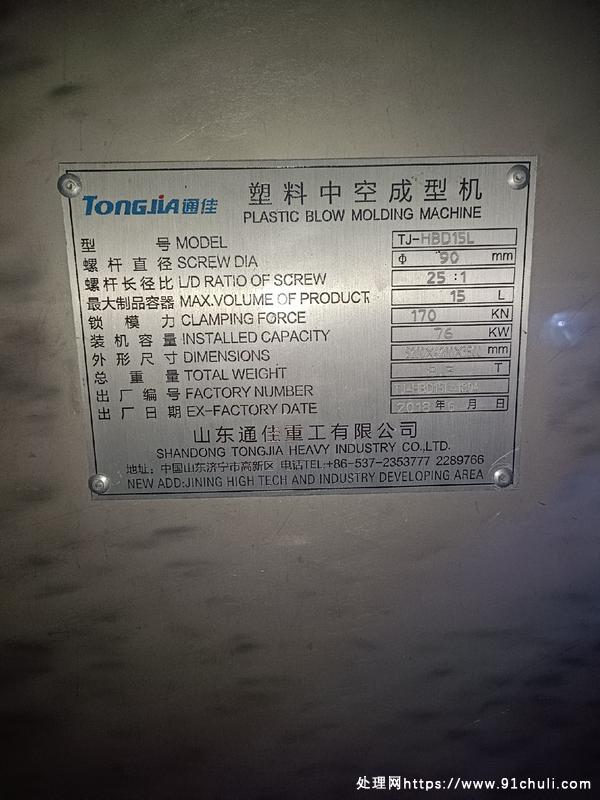 TONGJIA通佳
塑料中空成型机
PLASTIC BLOW MOLDING MACHINE
型 号 MODEL TJ-HBD15L
螺杆直径 SCREW DIA Φ 90 mm
螺杆长径比 L/D RATIO OF SCREW 25:1
最大制品容器 MAX.VOLUME OF PRODUCT 15 L
锁模力 CLAMPING FORCE 170 KN
装机容量 INSTALLED CAPACITY 76 KW
外形尺寸 DIMENSIONS mm
总重量 TOTAL WEIGHT T
出厂编号 FACTORY NUMBER
出厂日期 EX-FACTORY DATE 2018年 月 日
山东通佳重工有限公司
SHANDONG TONGJIA HEAVY INDUSTRY CO.,LTD.
地址：中国山东济宁市高新区 电话TEL:+86-537-2353777 2289766
NEW ADD:JINING HIGH TECH AND INDUSTRY DEVELOPING AREA
处理网https://www.91chuli.com